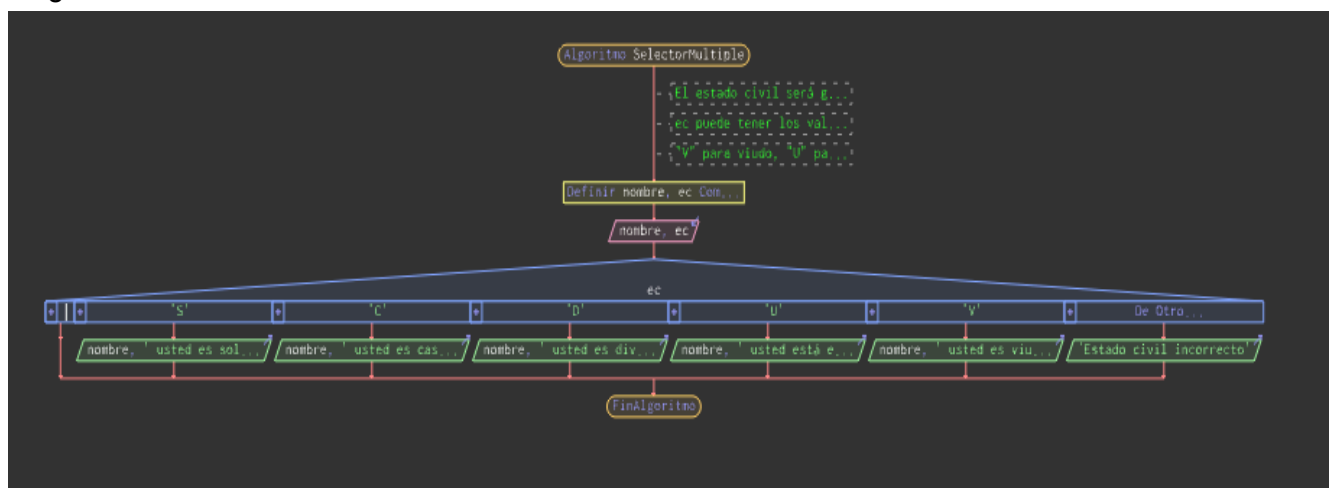 Algoritmo SelectorMultiple
El estado civil será g...
ec puede tener los val...
"V" para viudo, "U" pa...
Definir nombre, ec Com...
nombre, ec
ec
'S' 'C' 'D' 'U' 'V' De Otro...
nombre, ' usted es sol... nombre, ' usted es cas... nombre, ' usted es div... nombre, ' usted está e... nombre, ' usted es viu... 'Estado civil incorrecto'
FinAlgoritmo